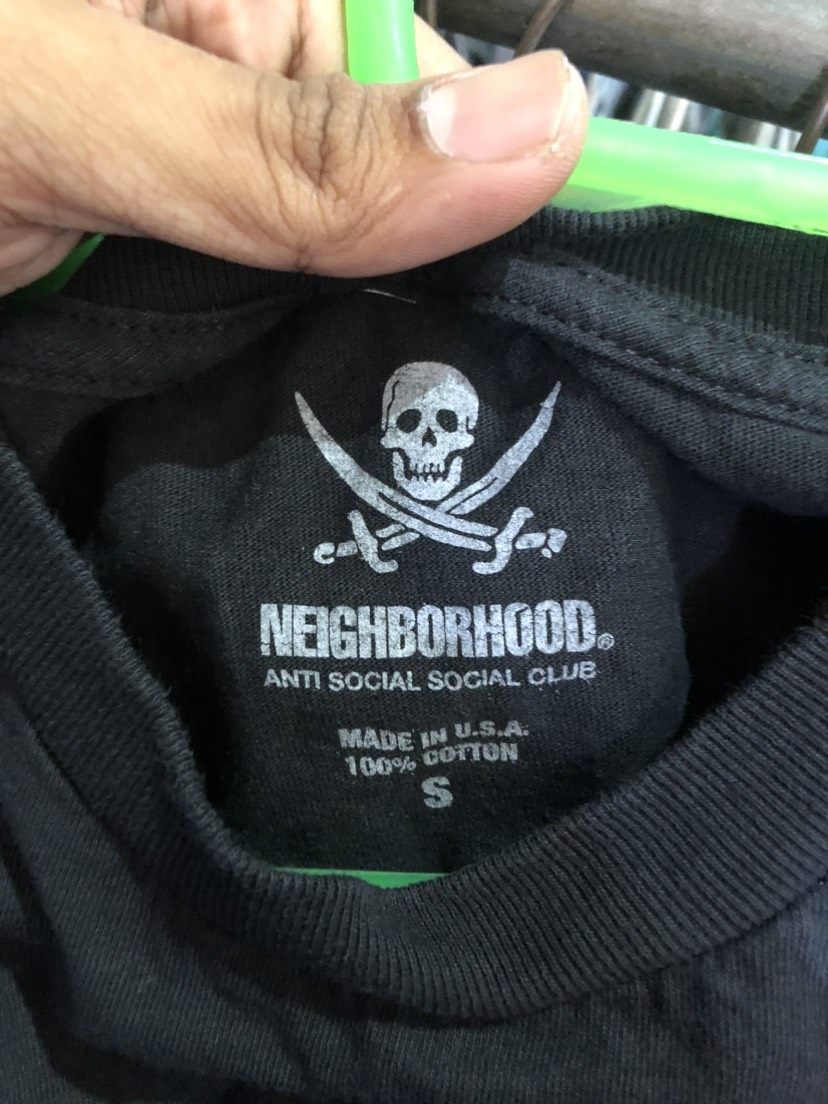 NEIGHBORHOOD®
ANTI SOCIAL SOCIAL CLUB
MADE IN U.S.A.
100% COTTON
S